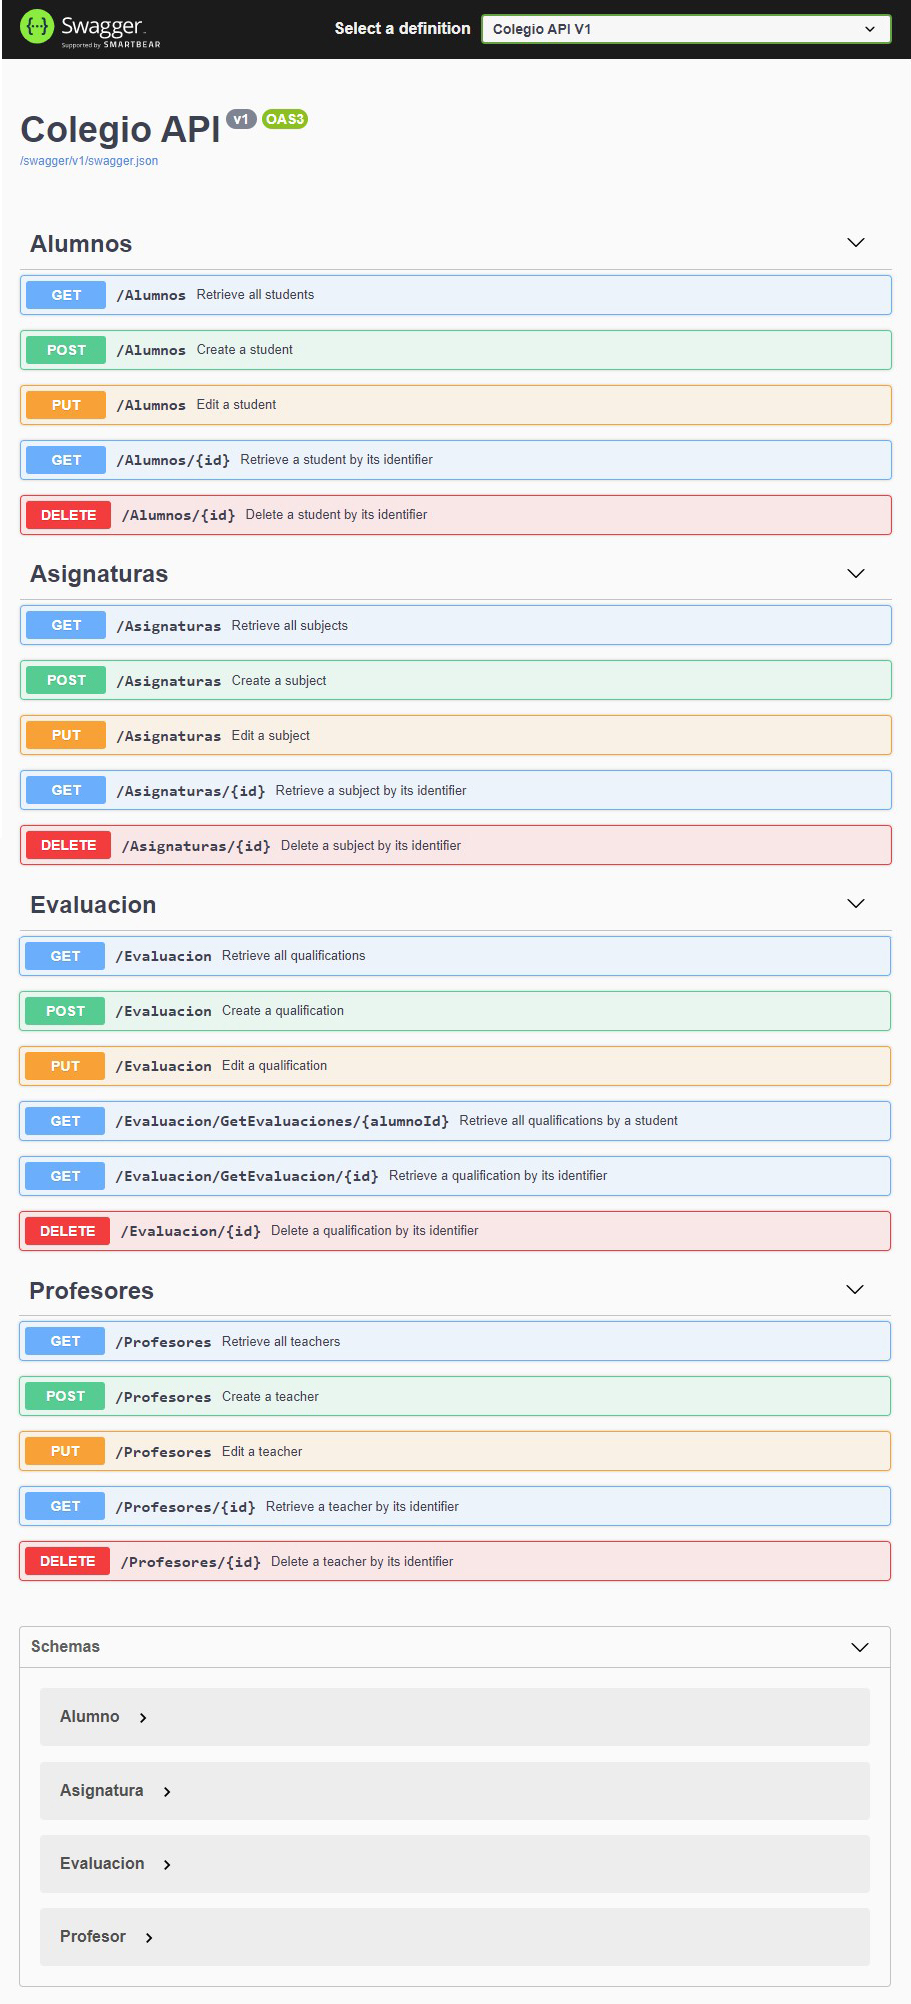 Swagger
Supported by SMARTBEAR
Select a definition
Colegio API V1
Colegio API v1 OAS3
/swagger/v1/swagger.json
Alumnos
GET /Alumnos Retrieve all students
POST /Alumnos Create a student
PUT /Alumnos Edit a student
GET /Alumnos/{id} Retrieve a student by its identifier
DELETE /Alumnos/{id} Delete a student by its identifier
Asignaturas
GET /Asignaturas Retrieve all subjects
POST /Asignaturas Create a subject
PUT /Asignaturas Edit a subject
GET /Asignaturas/{id} Retrieve a subject by its identifier
DELETE /Asignaturas/{id} Delete a subject by its identifier
Evaluacion
GET /Evaluacion Retrieve all qualifications
POST /Evaluacion Create a qualification
PUT /Evaluacion Edit a qualification
GET /Evaluacion/GetEvaluaciones/{alumnoId} Retrieve all qualifications by a student
GET /Evaluacion/GetEvaluacion/{id} Retrieve a qualification by its identifier
DELETE /Evaluacion/{id} Delete a qualification by its identifier
Profesores
GET /Profesores Retrieve all teachers
POST /Profesores Create a teacher
PUT /Profesores Edit a teacher
GET /Profesores/{id} Retrieve a teacher by its identifier
DELETE /Profesores/{id} Delete a teacher by its identifier
Schemas
Alumno
Asignatura
Evaluacion
Profesor